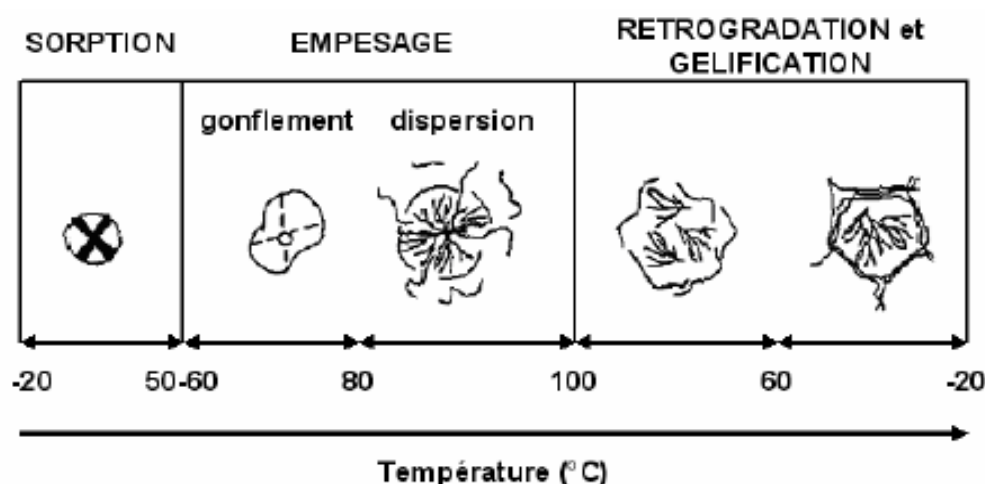 SORPTION
EMPESAGE
RETROGRADATION et
GELIFICATION
gonflement
dispersion
-20
50-60
80
100
60
-20
Température (°C)